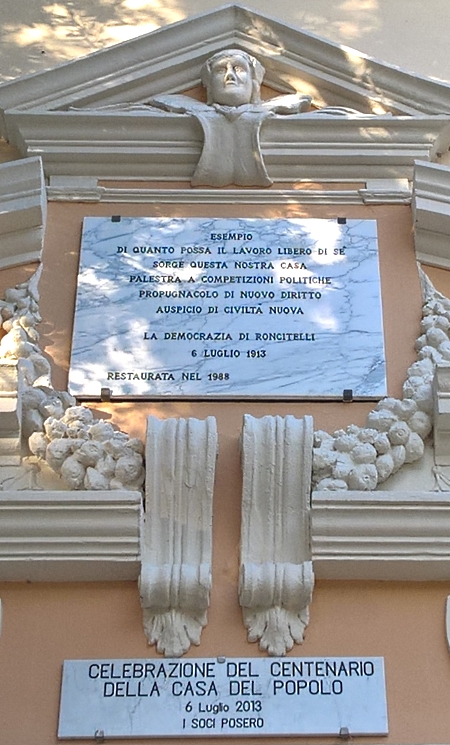 ESEMPIO
DI QUANTO POSSA IL LAVORO LIBERO DI SÉ
SORGE QUESTA NOSTRA CASA
PALESTRA A COMPETIZIONI POLITICHE
PROPUGNACOLO DI NUOVO DIRITTO
AUSPICIO DI CIVILTÀ NUOVA
LA DEMOCRAZIA DI RONCITELLI
6 LUGLIO 1913
RESTAURATA NEL 1988
CELEBRAZIONE DEL CENTENARIO
DELLA CASA DEL POPOLO
6 Luglio 2013
I SOCI POSERO